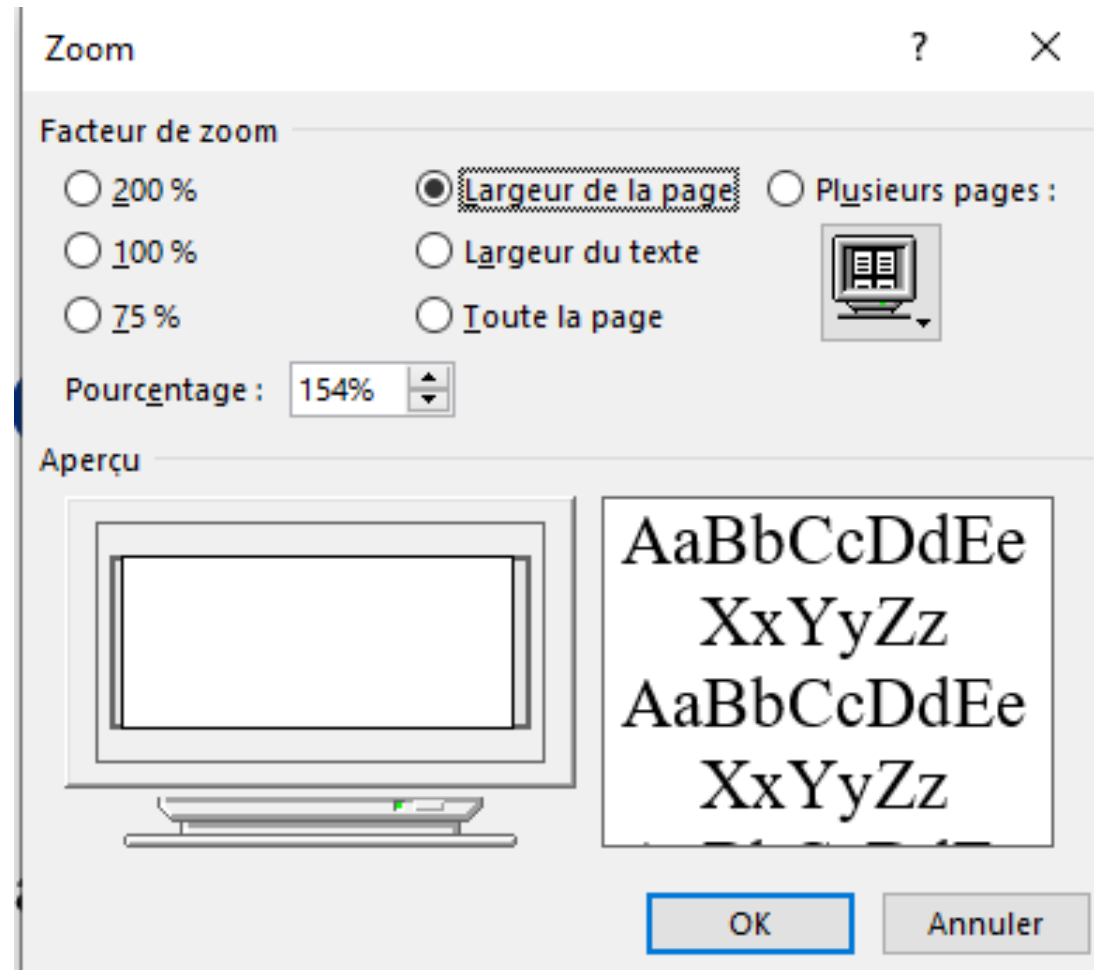 Zoom ? ×
Facteur de zoom
200 % Largeur de la page Plusieurs pages :
100 % Largeur du texte
75 % Toute la page
Pourcentage : 154%
Aperçu
AaBbCcDdEe
XxYyZz
AaBbCcDdEe
XxYyZz
OK Annuler